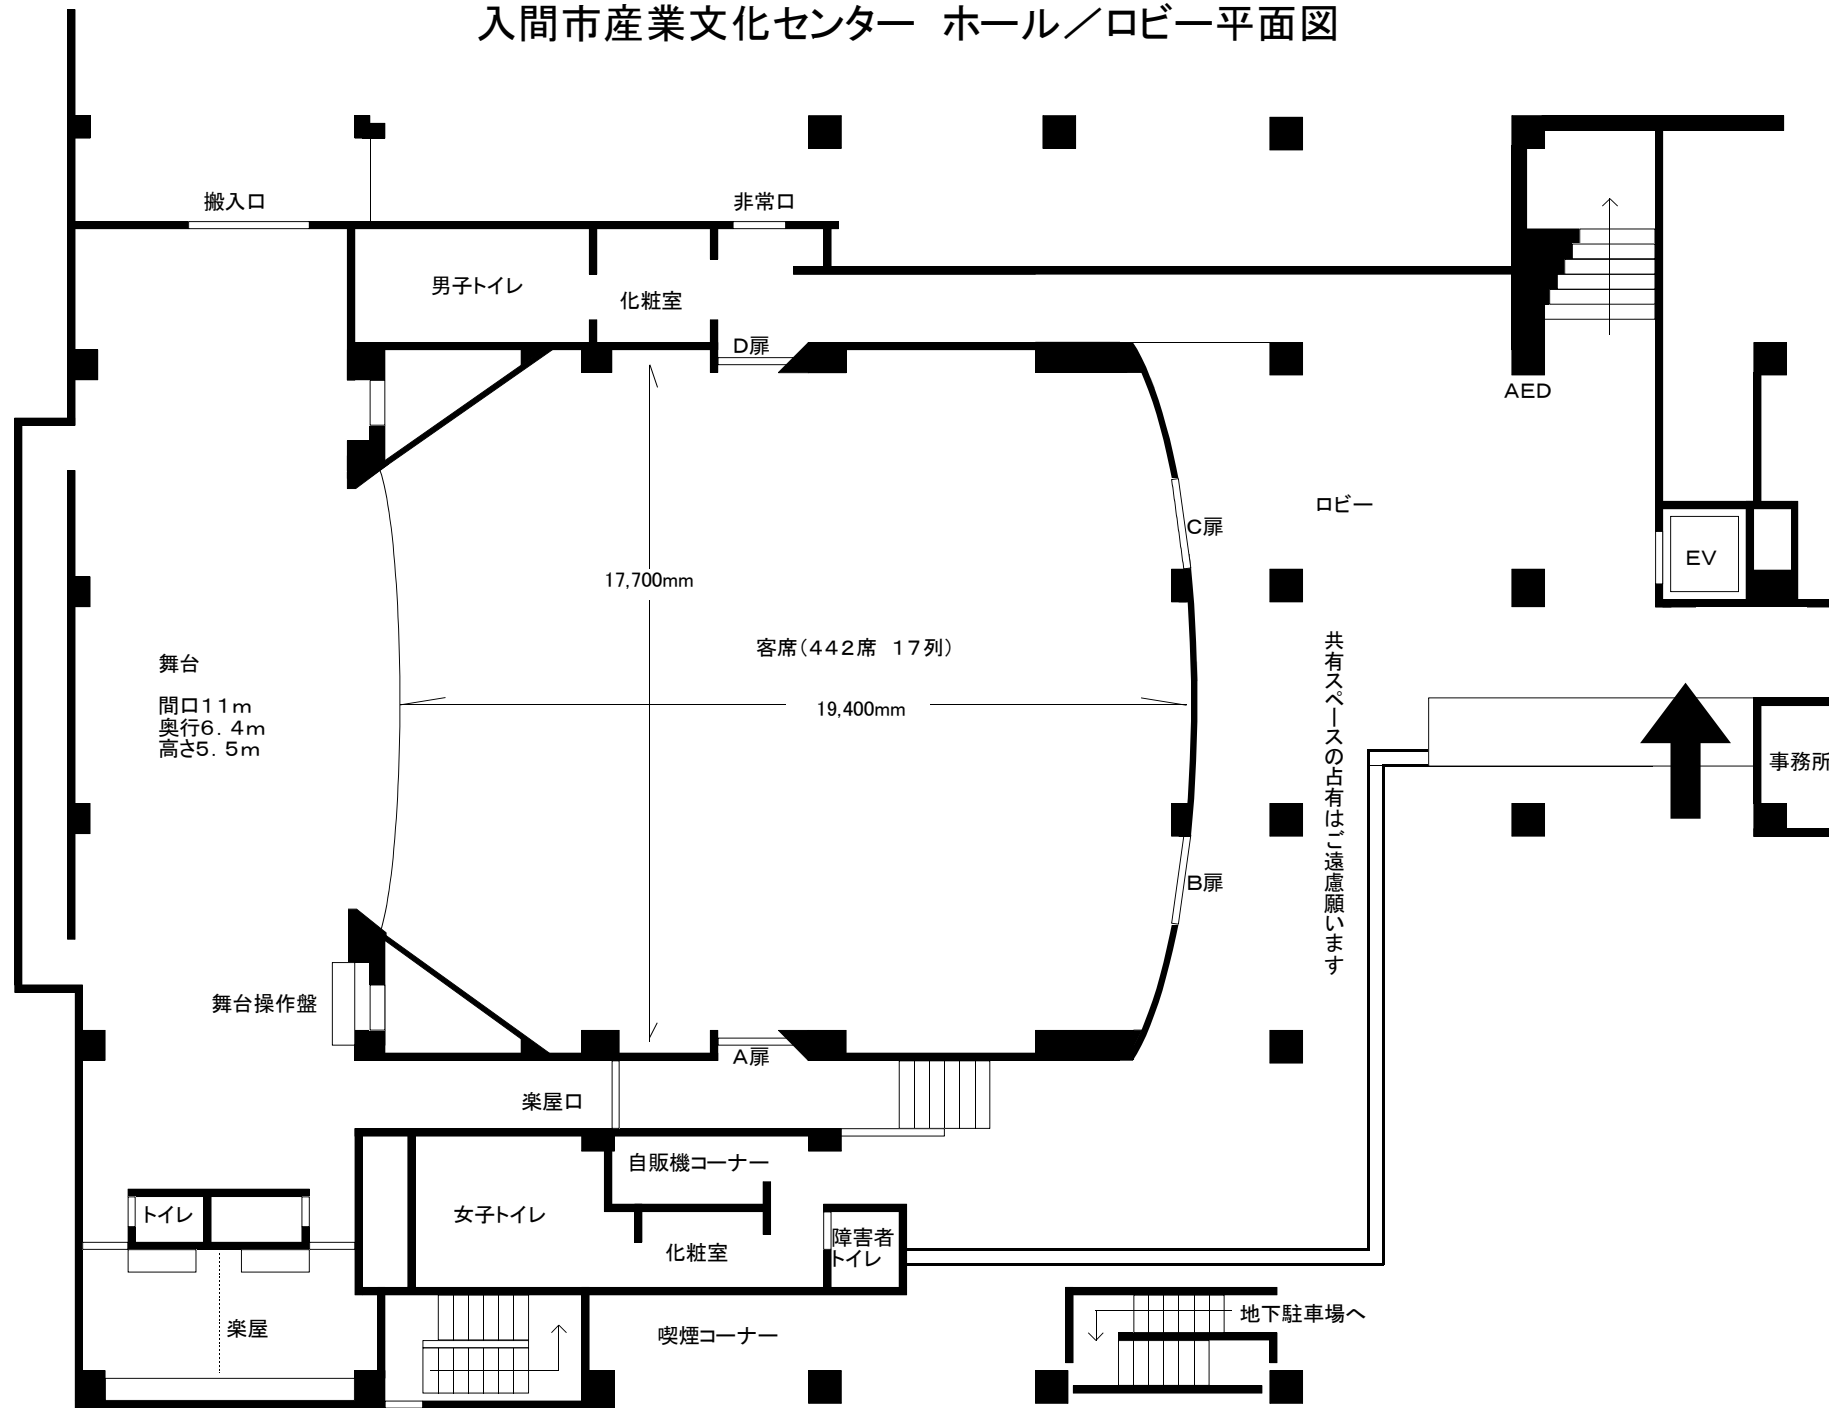 入間市産業文化センター ホール／ロビー平面図
搬入口
非常口
男子トイレ
化粧室
D扉
AED
C扉
ロビー
EV
17,700mm
客席（４４２席 １７列）
舞台
間口１１ｍ
奥行６．４ｍ
高さ５．５ｍ
19,400mm
共有スペースの占有はご遠慮願います
事務所
B扉
舞台操作盤
A扉
楽屋口
自販機コーナー
トイレ
女子トイレ
化粧室
障害者
トイレ
楽屋
喫煙コーナー
地下駐車場へ